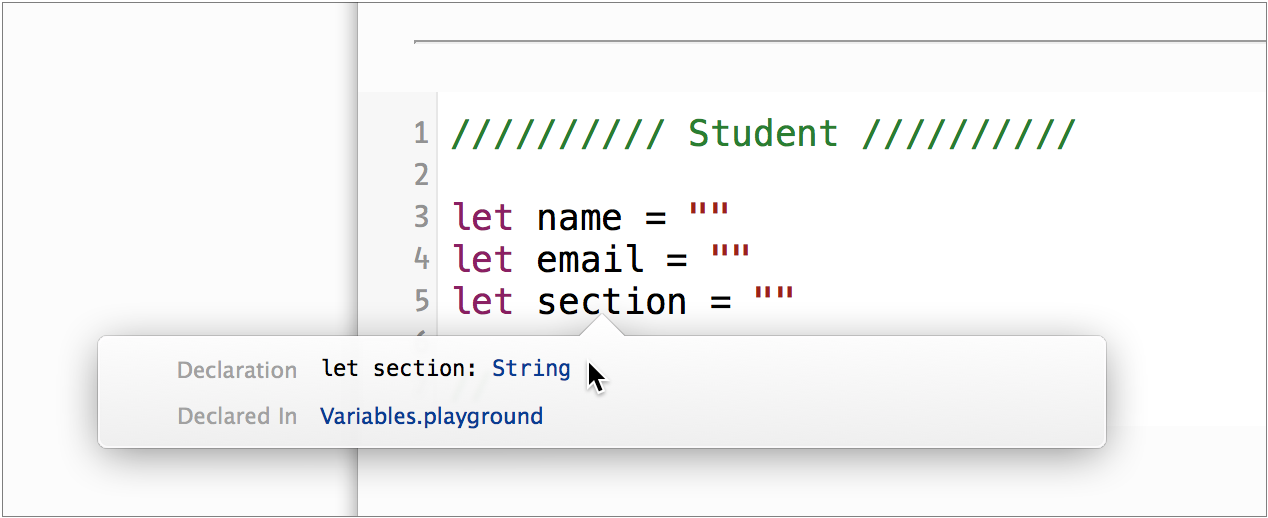 1 ////////// Student //////////
2
3 let name = ""
4 let email = ""
5 let section = ""
Declaration let section: String
Declared In Variables.playground